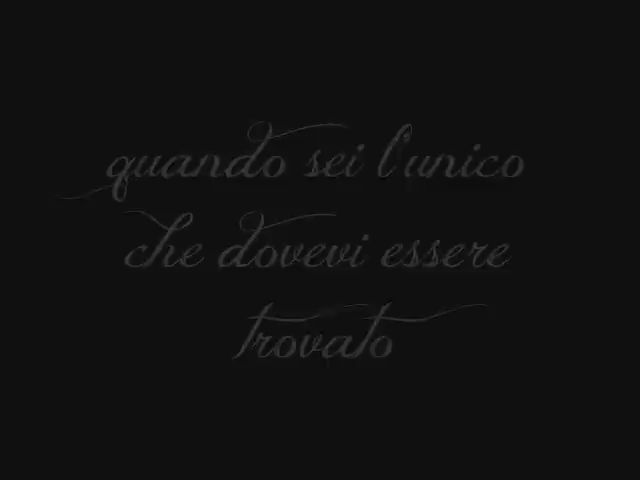 quando sei l'unico
che dovevi essere
trovato